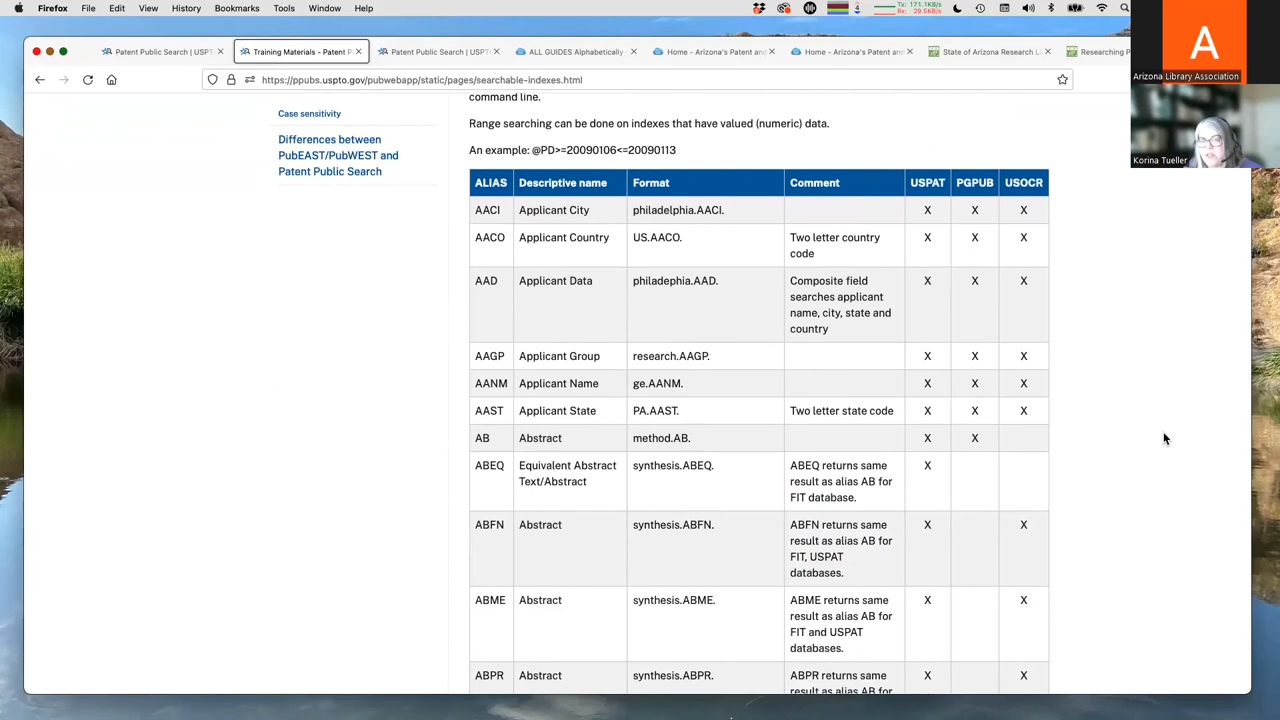 Firefox File Edit View History Bookmarks Tools Window Help
Tx: 171.1KB/s
Rx: 29.5KB/s
Patent Public Search | USPT
Training Materials - Patent P
Patent Public Search | USPT
ALL GUIDES Alphabetically -
Home - Arizona's Patent and
Home - Arizona's Patent and
State of Arizona Research Li
Researching P
https://ppubs.uspto.gov/pubwebapp/static/pages/searchable-indexes.html
A
Arizona Library Association
Korina Tueller
Case sensitivity
Differences between
PubEAST/PubWEST and
Patent Public Search
command line.
Range searching can be done on indexes that have valued (numeric) data.
An example: @PD>=20090106<=20090113
ALIAS Descriptive name Format Comment USPAT PGPUB USOCR
AACI Applicant City philadelphia.AACI. X X X
AACO Applicant Country US.AACO. Two letter country X X X
code
AAD Applicant Data philadephia.AAD. Composite field X X X
searches applicant
name, city, state and
country
AAGP Applicant Group research.AAGP. X X X
AANM Applicant Name ge.AANM. X X X
AAST Applicant State PA.AAST. Two letter state code X X X
AB Abstract method.AB. X X
ABEQ Equivalent Abstract synthesis.ABEQ. ABEQ returns same X
Text/Abstract result as alias AB for
FIT database.
ABFN Abstract synthesis.ABFN. ABFN returns same X X
result as alias AB for
FIT, USPAT
databases.
ABME Abstract synthesis.ABME. ABME returns same X X
result as alias AB for
FIT and USPAT
databases.
ABPR Abstract synthesis.ABPR. ABPR returns same X X
result as alias AB for